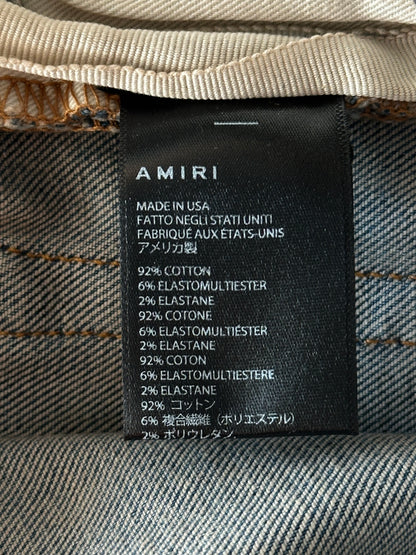 AMIRI
MADE IN USA
FATTO NEGLI STATI UNITI
FABRIQUÉ AUX ÉTATS-UNIS
アメリカ製
92% COTTON
6% ELASTOMULTIESTER
2% ELASTANE
92% COTONE
6% ELASTOMULTIÉSTER
2% ELASTANE
92% COTON
6% ELASTOMULTIESTERE
2% ELASTANE
92% コットン
6% 複合繊維（ポリエステル）
2% ポリウレタン